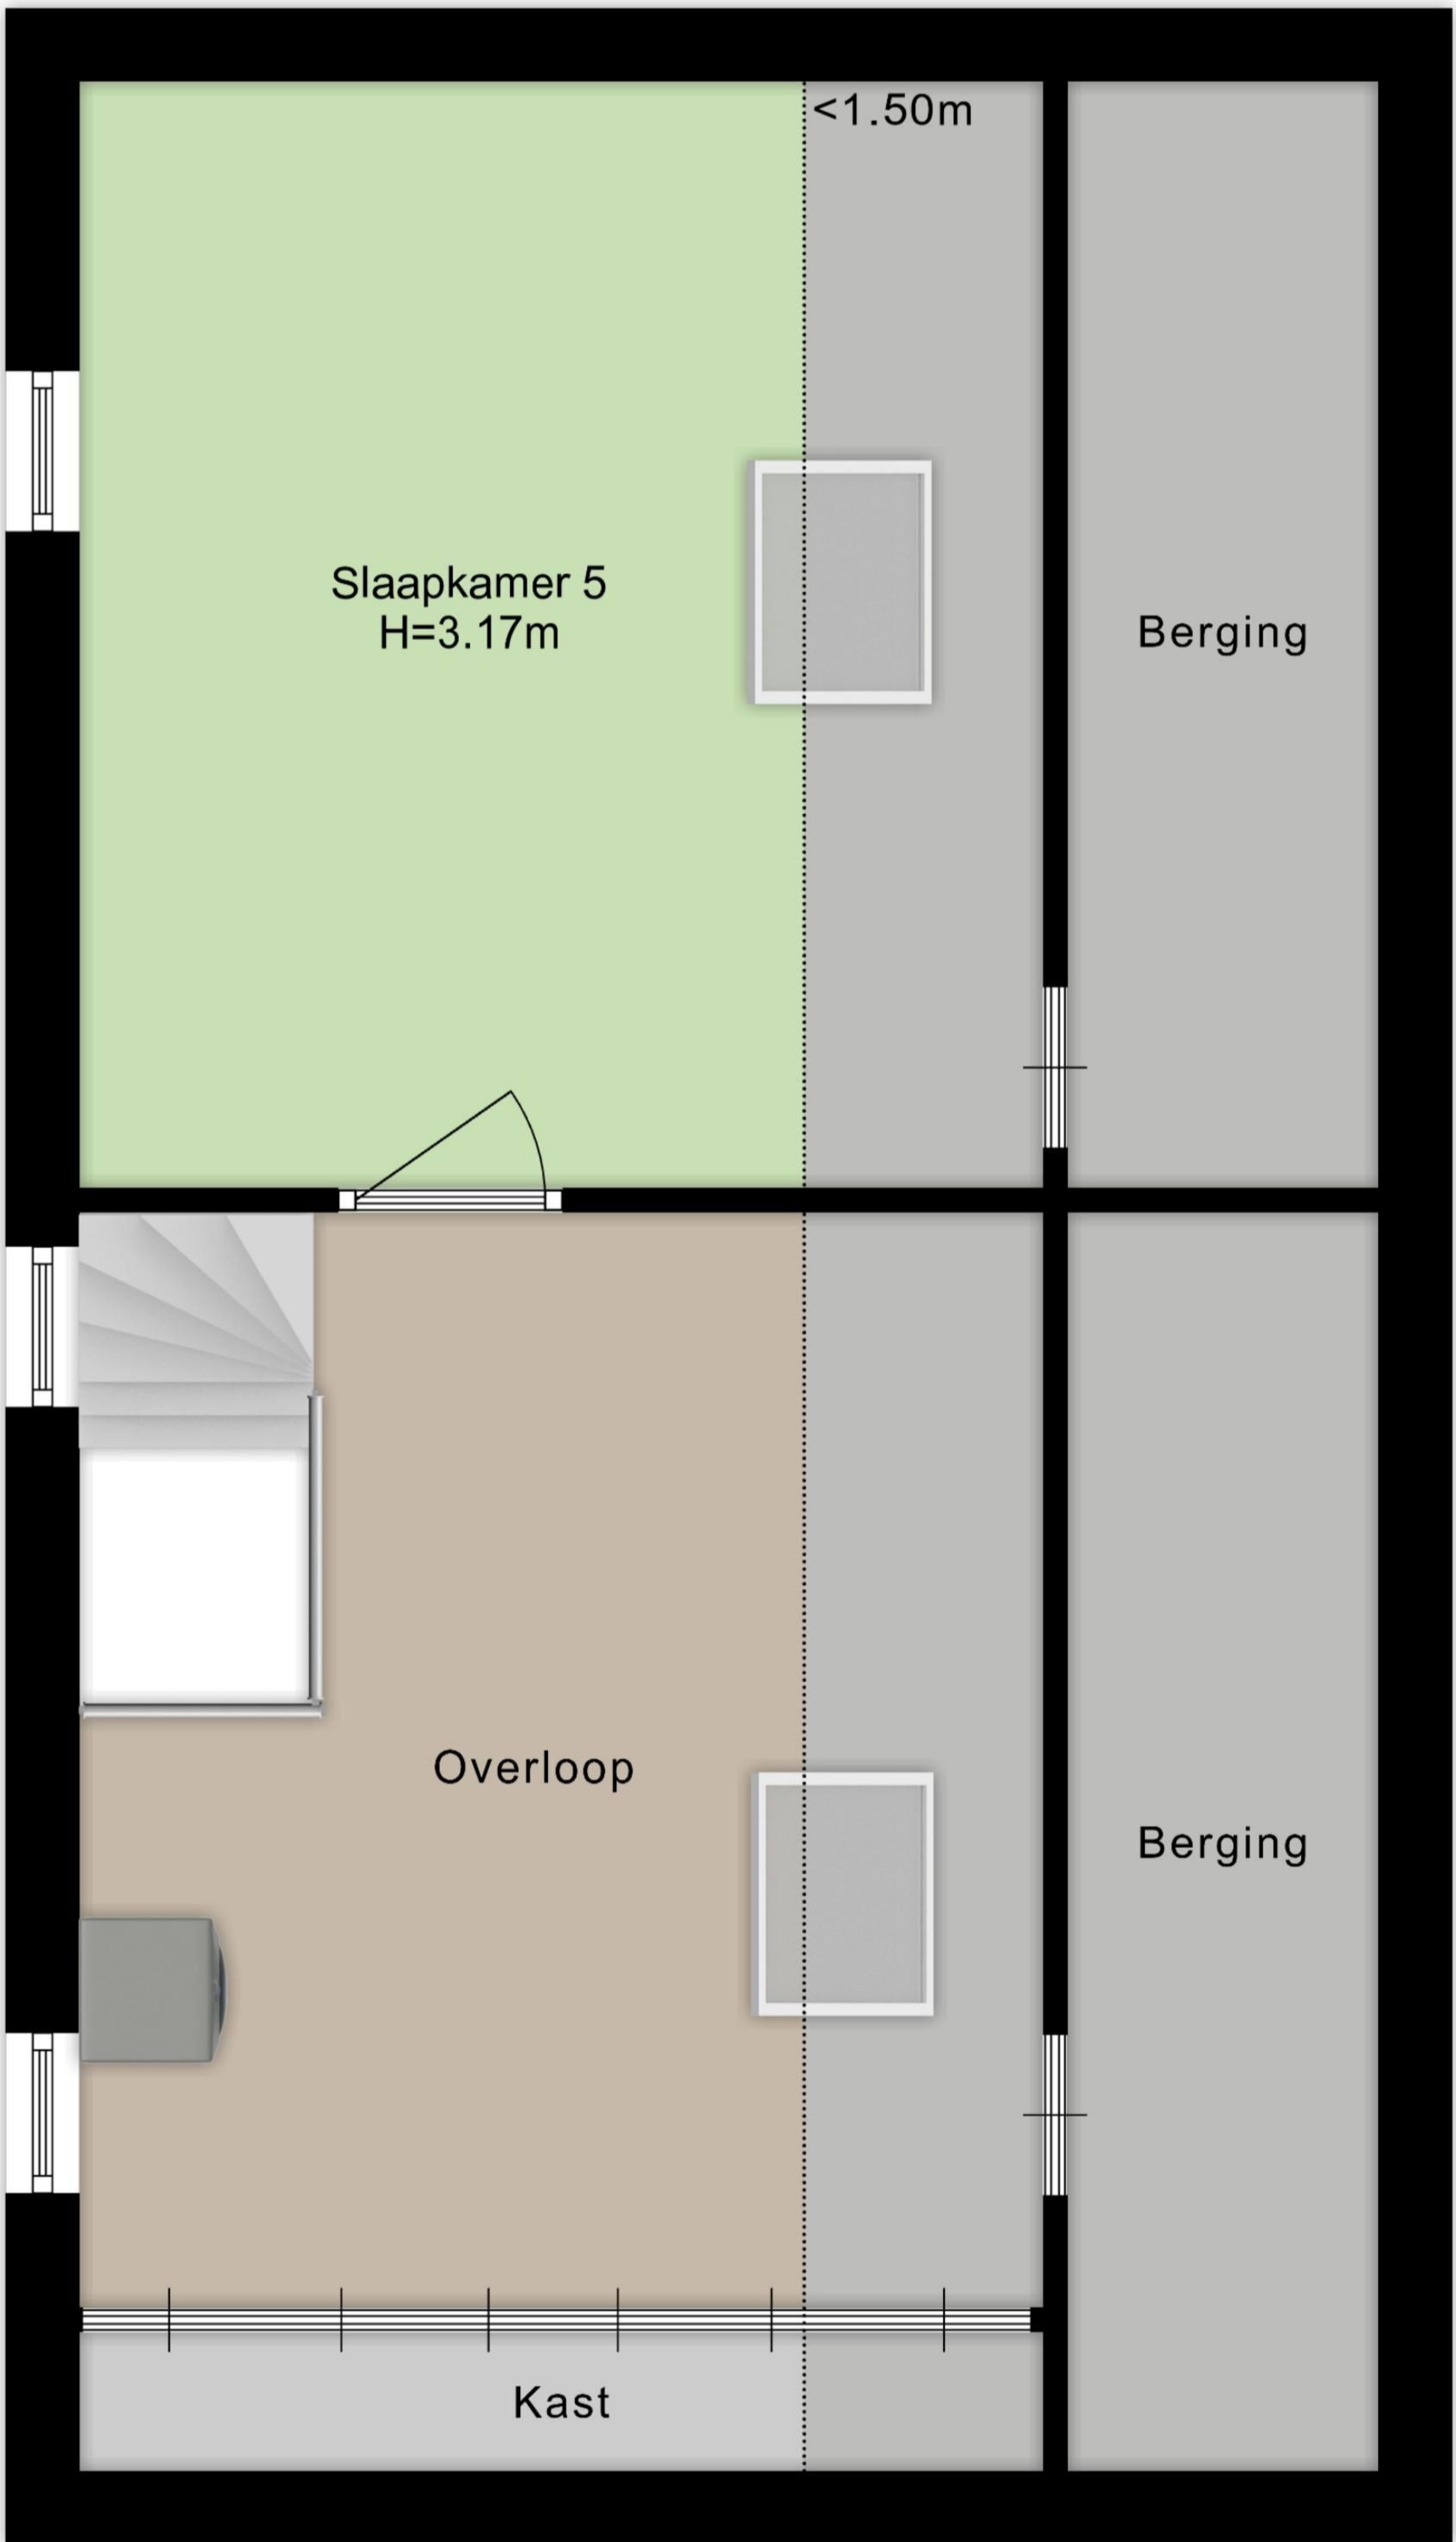 <1.50m
Slaapkamer 5
H=3.17m
Berging
Overloop
Berging
Kast